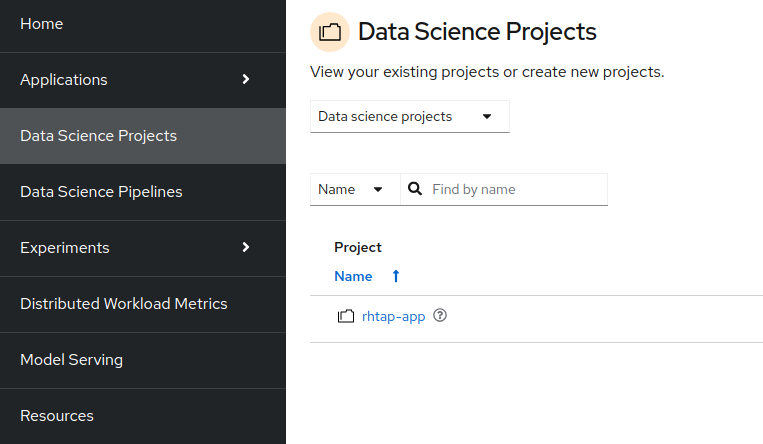 Home
Applications
Data Science Projects
Data Science Pipelines
Experiments
Distributed Workload Metrics
Model Serving
Resources
Data Science Projects
View your existing projects or create new projects.
Data science projects
Name Find by name
Project
Name
rhtap-app